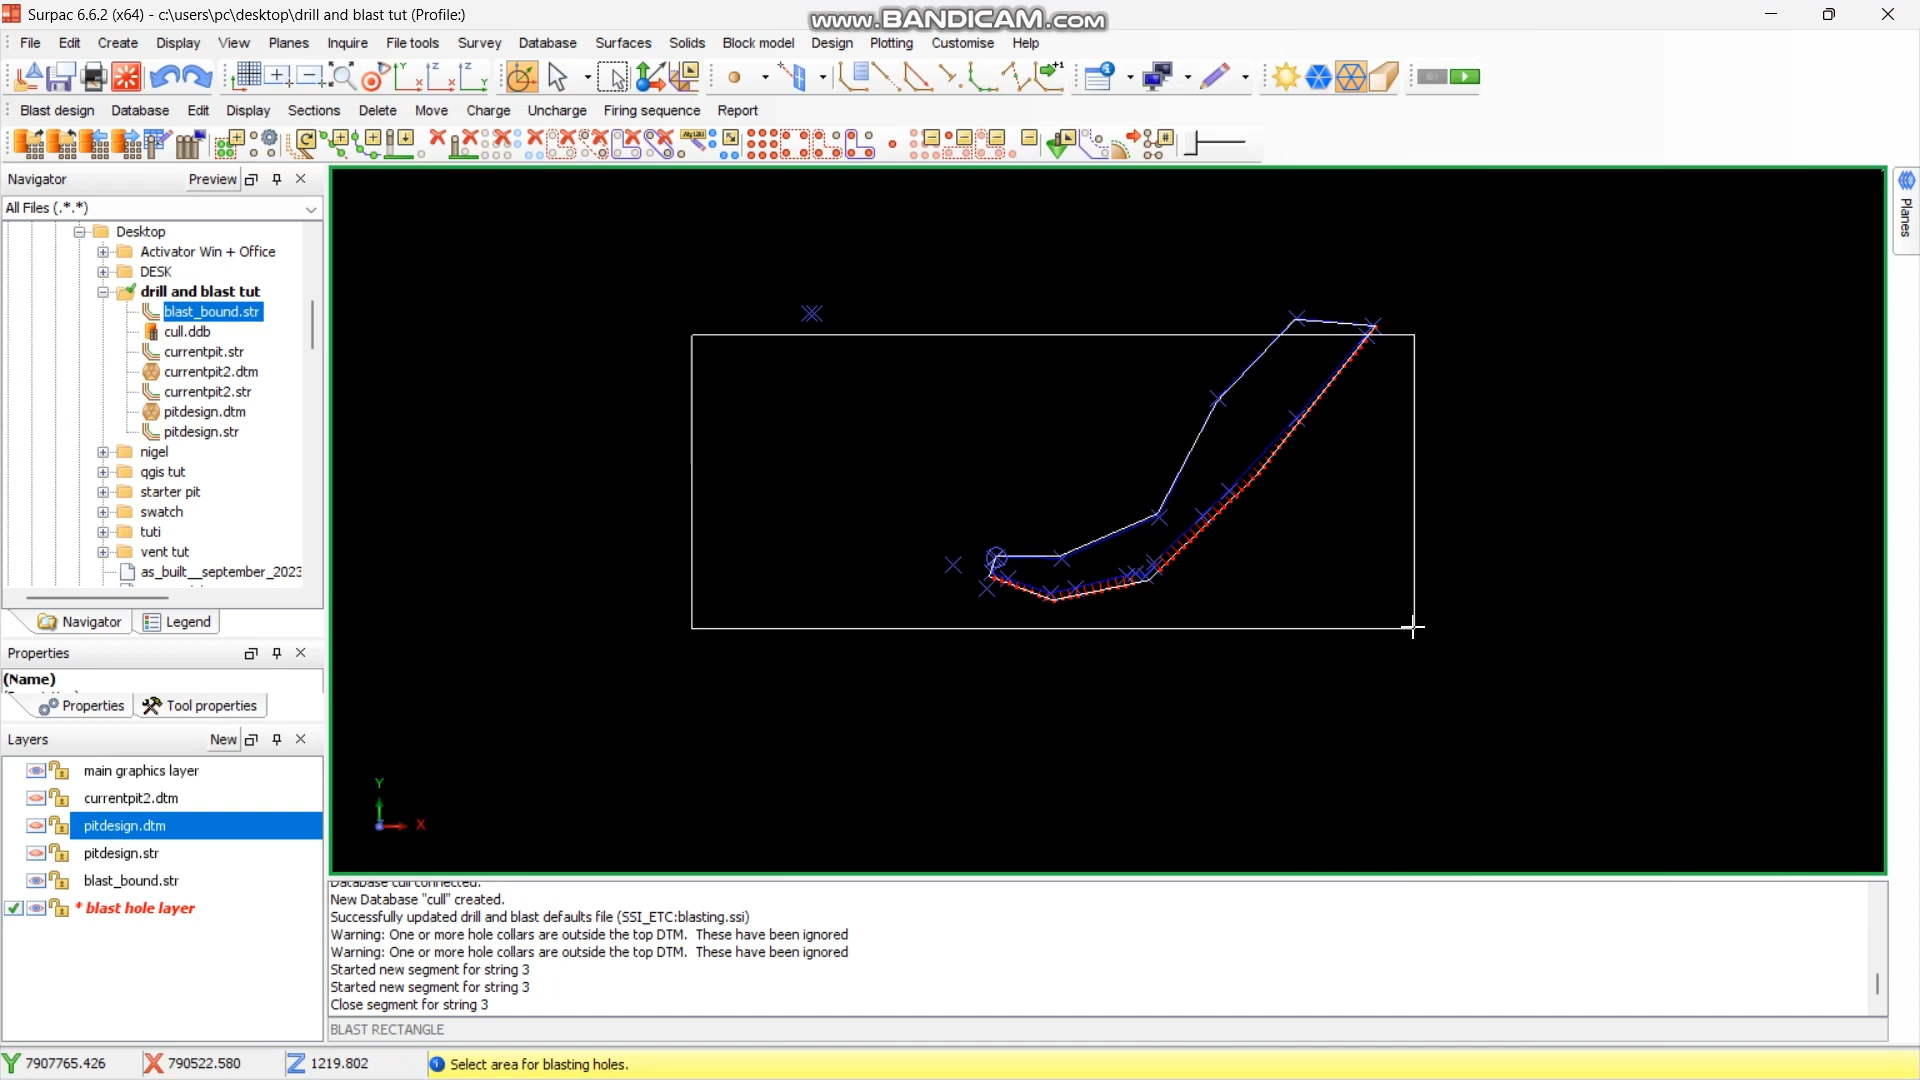 Surpac 6.6.2 (x64) - c:\users\pc\desktop\drill and blast tut (Profile:)
www.BANDICAM.com
File Edit Create Display View Planes Inquire File tools Survey Database Surfaces Solids Block model Design Plotting Customise Help
Blast design Database Edit Display Sections Delete Move Charge Uncharge Firing sequence Report
Navigator Preview
All Files (.*.*)
Desktop
Activator Win + Office
DESK
drill and blast tut
blast_bound.str
cull.ddb
currentpit.str
currentpit2.dtm
currentpit2.str
pitdesign.dtm
pitdesign.str
nigel
qgis tut
starter pit
swatch
tuti
vent tut
as_built__september_2023
Navigator Legend
Properties
(Name)
Properties Tool properties
Layers New
main graphics layer
currentpit2.dtm
pitdesign.dtm
pitdesign.str
blast_bound.str
* blast hole layer
Planes
Y
X
Database cull connected.
New Database "cull" created.
Successfully updated drill and blast defaults file (SSI_ETC:blasting.ssi)
Warning: One or more hole collars are outside the top DTM. These have been ignored
Warning: One or more hole collars are outside the top DTM. These have been ignored
Started new segment for string 3
Started new segment for string 3
Close segment for string 3
BLAST RECTANGLE
Y 7907765.426 X 790522.580 Z 1219.802 Select area for blasting holes.